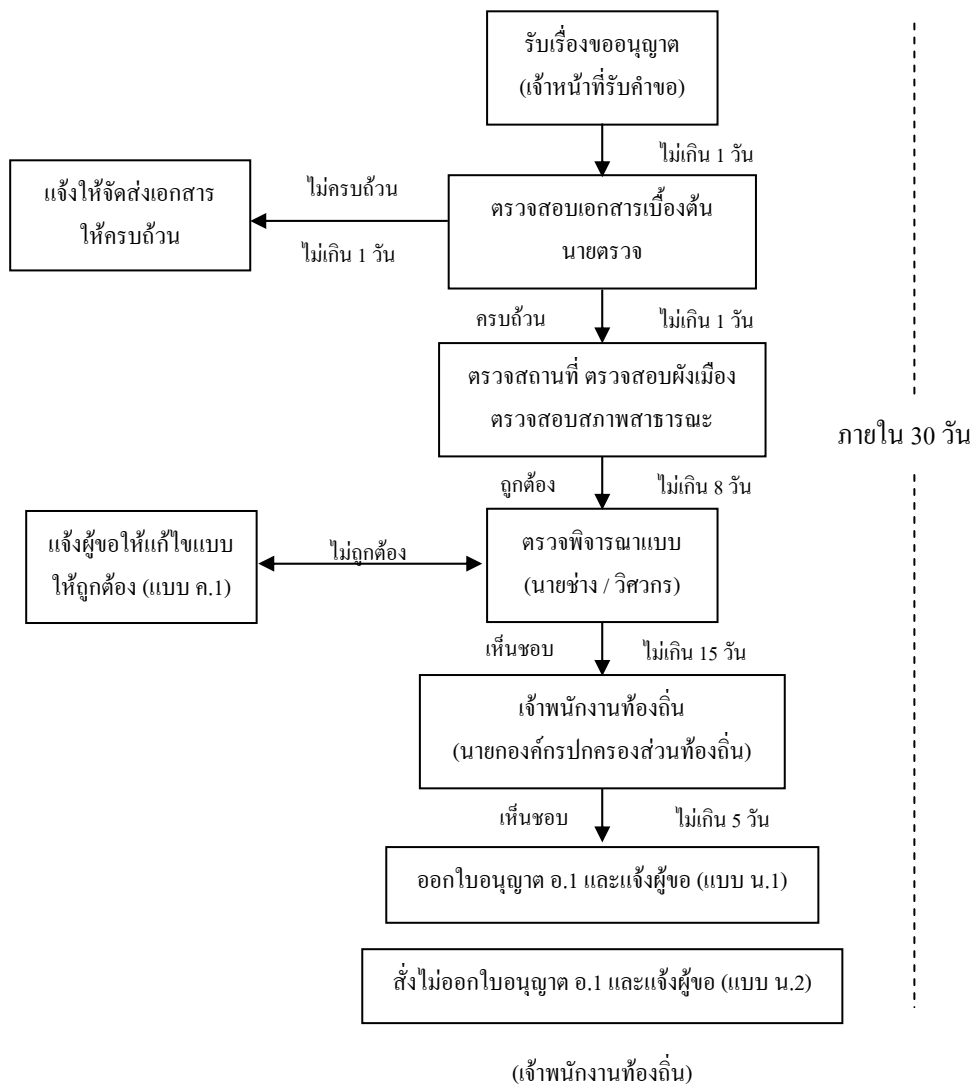 รับเรื่องขออนุญาต
(เจ้าหน้าที่รับคำขอ)
ไม่เกิน 1 วัน
แจ้งให้จัดส่งเอกสาร
ให้ครบถ้วน
ไม่ครบถ้วน
ไม่เกิน 1 วัน
ตรวจสอบเอกสารเบื้องต้น
นายตรวจ
ครบถ้วน
ไม่เกิน 1 วัน
ตรวจสถานที่ ตรวจสอบผังเมือง
ตรวจสอบสภาพสาธารณะ
ภายใน 30 วัน
ถูกต้อง
ไม่เกิน 8 วัน
แจ้งผู้ขอให้แก้ไขแบบ
ให้ถูกต้อง (แบบ ค.1)
ไม่ถูกต้อง
ตรวจพิจารณาแบบ
(นายช่าง / วิศวกร)
เห็นชอบ
ไม่เกิน 15 วัน
เจ้าพนักงานท้องถิ่น
(นายกองค์กรปกครองส่วนท้องถิ่น)
เห็นชอบ
ไม่เกิน 5 วัน
ออกใบอนุญาต อ.1 และแจ้งผู้ขอ (แบบ น.1)
สั่งไม่ออกใบอนุญาต อ.1 และแจ้งผู้ขอ (แบบ น.2)
(เจ้าพนักงานท้องถิ่น)